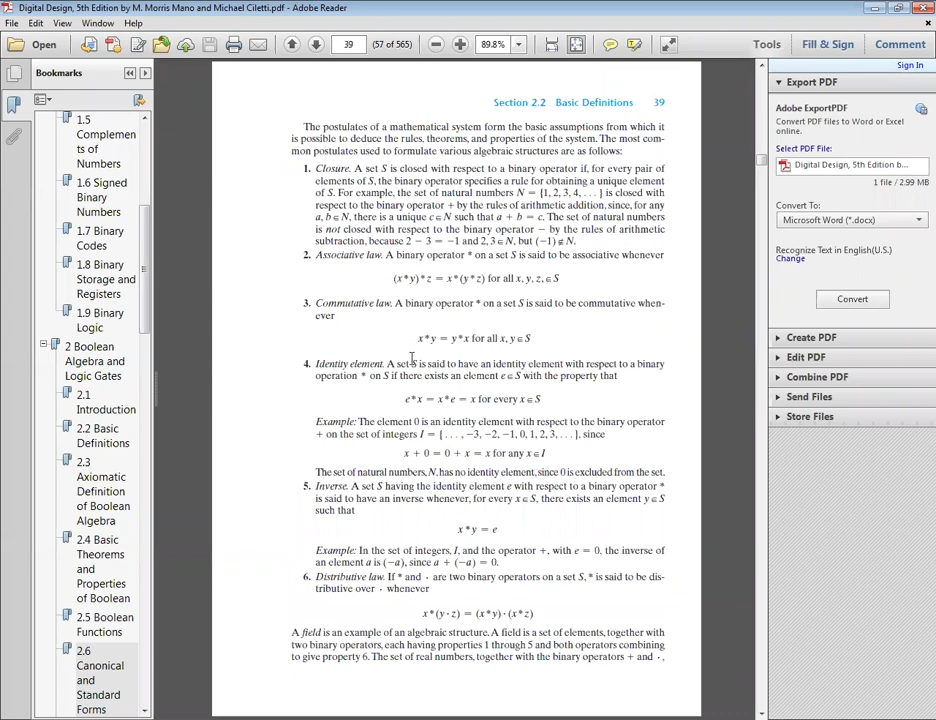 Digital Design, 5th Edition by M. Morris Mano and Michael Ciletti.pdf - Adobe Reader
File Edit View Window Help
Open 39 (57 of 565) 89.8% Tools Fill & Sign Comment
Sign In
Bookmarks
1.5
Complemen
ts of
Numbers
1.6 Signed
Binary
Numbers
1.7 Binary
Codes
1.8 Binary
Storage and
Registers
1.9 Binary
Logic
2 Boolean
Algebra and
Logic Gates
2.1
Introduction
2.2 Basic
Definitions
2.3
Axiomatic
Definition
of Boolean
Algebra
2.4 Basic
Theorems
and
Properties
of Boolean
2.5 Boolean
Functions
2.6
Canonical
and
Standard
Forms
Section 2.2 Basic Definitions 39
The postulates of a mathematical system form the basic assumptions from which it
is possible to deduce the rules, theorems, and properties of the system. The most com-
mon postulates used to formulate various algebraic structures are as follows:
1. Closure. A set S is closed with respect to a binary operator if, for every pair of
elements of S, the binary operator specifies a rule for obtaining a unique element
of S. For example, the set of natural numbers N = {1, 2, 3, 4, . . . } is closed with
respect to the binary operator + by the rules of arithmetic addition, since, for any
a, b ∈ N, there is a unique c ∈ N such that a + b = c. The set of natural numbers
is not closed with respect to the binary operator − by the rules of arithmetic
subtraction, because 2 − 3 = −1 and 2, 3 ∈ N, but (−1) ∉ N.
2. Associative law. A binary operator * on a set S is said to be associative whenever
(x * y) * z = x * (y * z) for all x, y, z, ∈ S
3. Commutative law. A binary operator * on a set S is said to be commutative when-
ever
x * y = y * x for all x, y ∈ S
4. Identity element. A set S is said to have an identity element with respect to a binary
operation * on S if there exists an element e ∈ S with the property that
e * x = x * e = x for every x ∈ S
Example: The element 0 is an identity element with respect to the binary operator
+ on the set of integers I = { . . . , −3, −2, −1, 0, 1, 2, 3, . . . }, since
x + 0 = 0 + x = x for any x ∈ I
The set of natural numbers, N, has no identity element, since 0 is excluded from the set.
5. Inverse. A set S having the identity element e with respect to a binary operator *
is said to have an inverse whenever, for every x ∈ S, there exists an element y ∈ S
such that
x * y = e
Example: In the set of integers, I, and the operator +, with e = 0, the inverse of
an element a is (−a), since a + (−a) = 0.
6. Distributive law. If * and · are two binary operators on a set S, * is said to be dis-
tributive over · whenever
x * (y · z) = (x * y) · (x * z)
A field is an example of an algebraic structure. A field is a set of elements, together with
two binary operators, each having properties 1 through 5 and both operators combining
to give property 6. The set of real numbers, together with the binary operators + and · ,
Export PDF
Adobe ExportPDF
Convert PDF files to Word or Excel
online.
Select PDF File:
Digital Design, 5th Edition b...
1 file / 2.99 MB
Convert To:
Microsoft Word (*.docx)
Recognize Text in English(U.S.)
Change
Convert
Create PDF
Edit PDF
Combine PDF
Send Files
Store Files